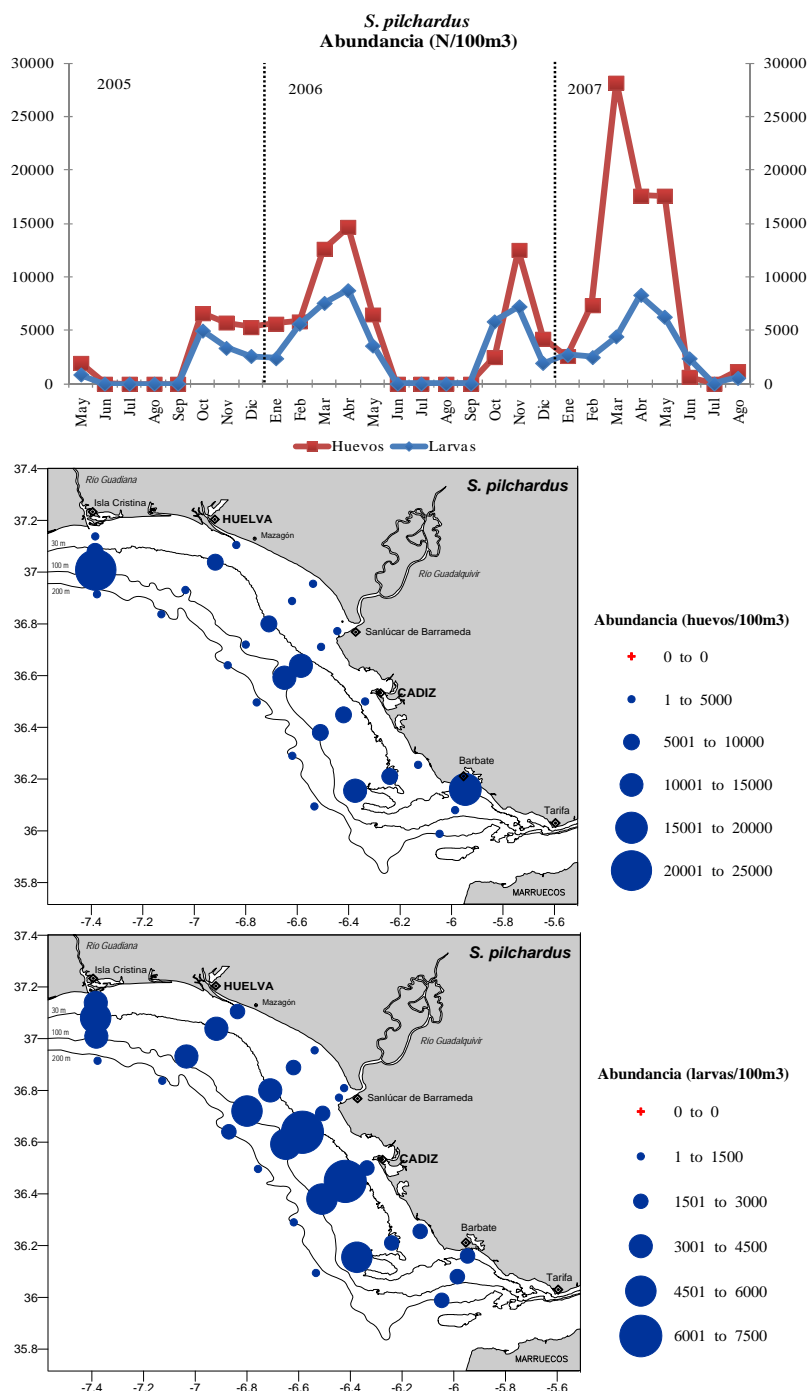 S. pilchardus
Abundancia (N/100m3)
30000
25000
20000
15000
10000
5000
0
30000
25000
20000
15000
10000
5000
0
2005
2006
2007
May Jun Jul Ago Sep Oct Nov Dic Ene Feb Mar Abr May Jun Jul Ago Sep Oct Nov Dic Ene Feb Mar Abr May Jun Jul Ago
Huevos Larvas
37.4
37.2
37
36.8
36.6
36.4
36.2
36
35.8
S. pilchardus
Río Guadiana
Isla Cristina
HUELVA
Mazagón
30 m
100 m
200 m
Río Guadalquivir
Sanlúcar de Barrameda
CADIZ
Barbate
Tarifa
MARRUECOS
-7.4 -7.2 -7 -6.8 -6.6 -6.4 -6.2 -6 -5.8 -5.6
Abundancia (huevos/100m3)
0 to 0
1 to 5000
5001 to 10000
10001 to 15000
15001 to 20000
20001 to 25000
37.4
37.2
37
36.8
36.6
36.4
36.2
36
35.8
S. pilchardus
Río Guadiana
Isla Cristina
HUELVA
Mazagón
30 m
100 m
200 m
Río Guadalquivir
Sanlúcar de Barrameda
CADIZ
Barbate
Tarifa
MARRUECOS
-7.4 -7.2 -7 -6.8 -6.6 -6.4 -6.2 -6 -5.8 -5.6
Abundancia (larvas/100m3)
0 to 0
1 to 1500
1501 to 3000
3001 to 4500
4501 to 6000
6001 to 7500